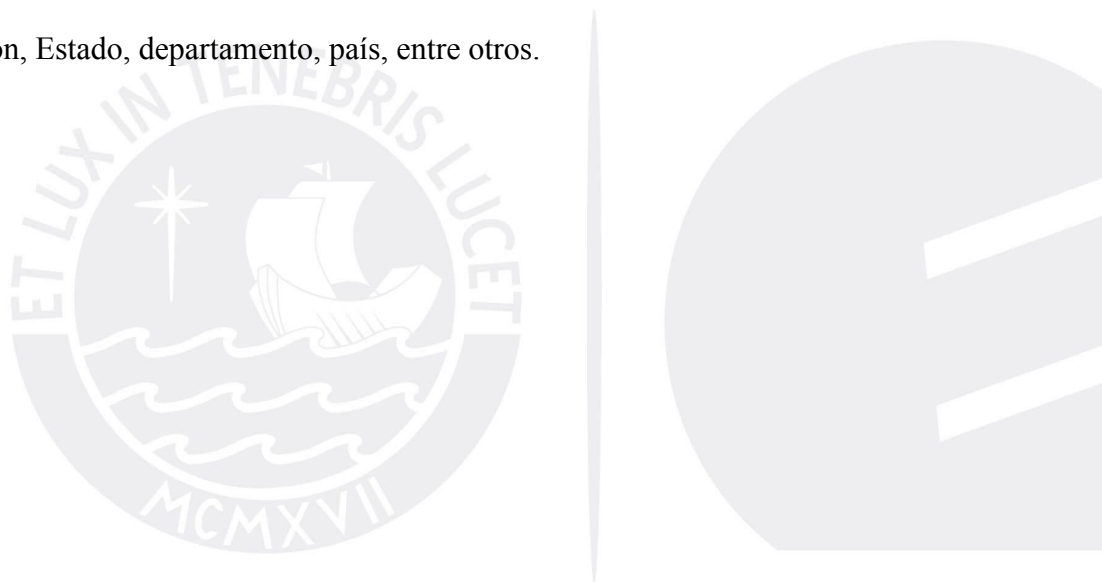 on, Estado, departamento, país, entre otros.
ET LUX IN TENEBRIS LUCET
MCMXVII